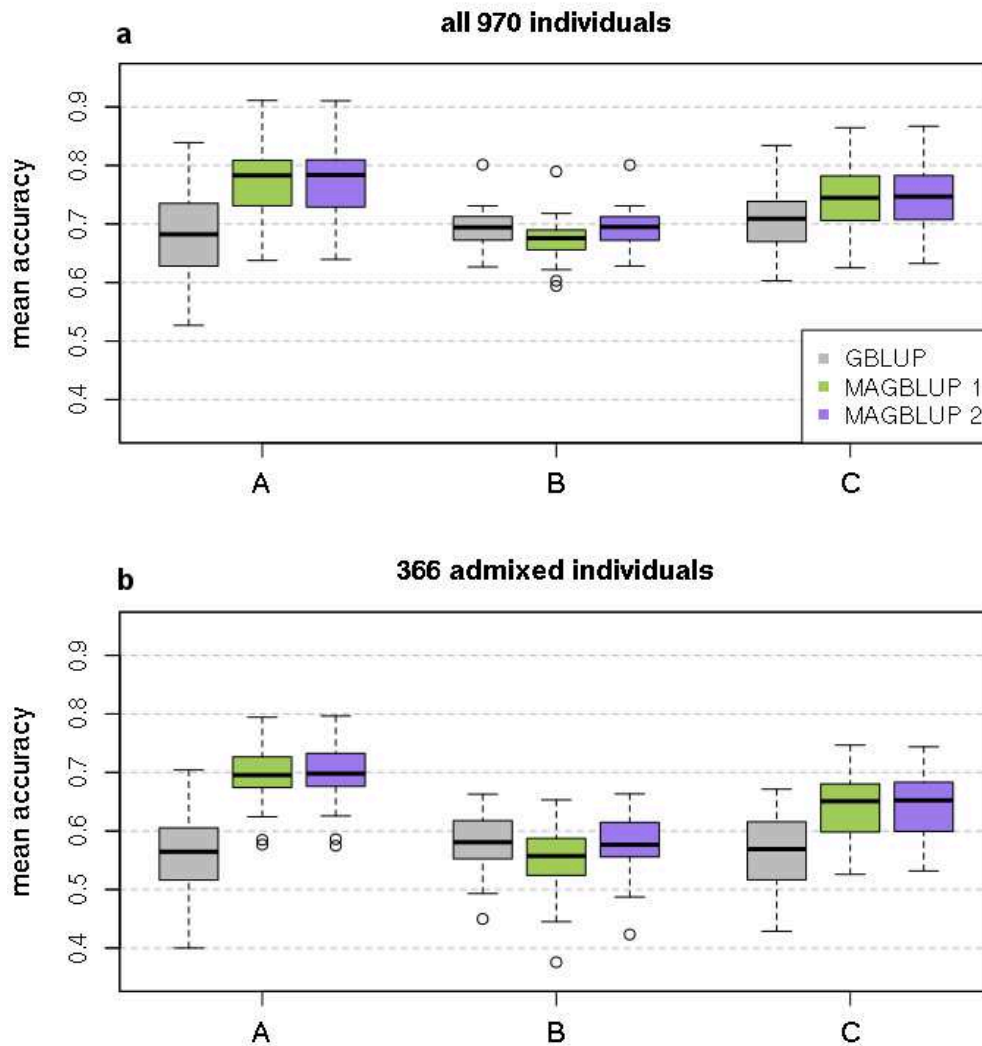 a
all 970 individuals
mean accuracy
0.9
0.8
0.7
0.6
0.5
0.4
GBLUP
MAGBLUP 1
MAGBLUP 2
A
B
C
b
366 admixed individuals
mean accuracy
0.9
0.8
0.7
0.6
0.5
0.4
A
B
C